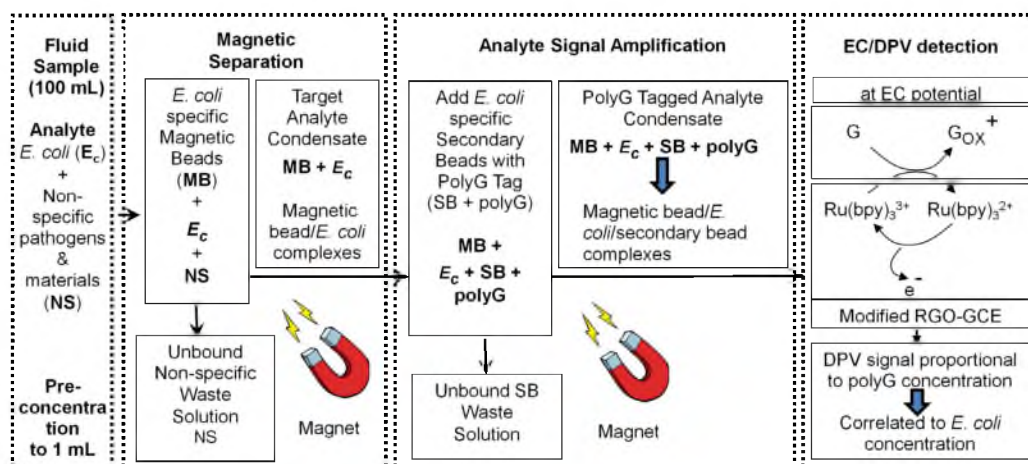 Fluid
Sample
(100 mL)
Analyte
E. coli (Ec)
+
Non-
specific
pathogens
&
materials
(NS)
Pre-
concentra
tion
to 1 mL
Magnetic
Separation
E. coli
specific
Magnetic
Beads
(MB)
+
Ec
+
NS
Target
Analyte
Condensate
MB + Ec
Magnetic
bead/E. coli
complexes
Unbound
Non-specific
Waste
Solution
NS
Magnet
Analyte Signal Amplification
Add E. coli
specific
Secondary
Beads with
PolyG Tag
(SB + polyG)
MB +
Ec + SB +
polyG
PolyG Tagged Analyte
Condensate
MB + Ec + SB + polyG
Magnetic bead/E.
coli/secondary bead
complexes
Unbound SB
Waste
Solution
Magnet
EC/DPV detection
at EC potential
G GOX+
Ru(bpy)₃³⁺ Ru(bpy)₃²⁺
e-
Modified RGO-GCE
DPV signal proportional
to polyG concentration
Correlated to E. coli
concentration